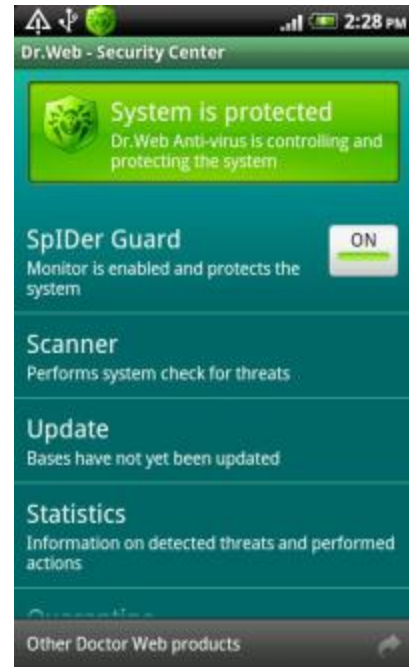 2:28 PM
Dr.Web - Security Center
System is protected
Dr.Web Anti-virus is controlling and
protecting the system
SpIDer Guard
ON
Monitor is enabled and protects the
system
Scanner
Performs system check for threats
Update
Bases have not yet been updated
Statistics
Information on detected threats and performed
actions
Quarantine
Other Doctor Web products